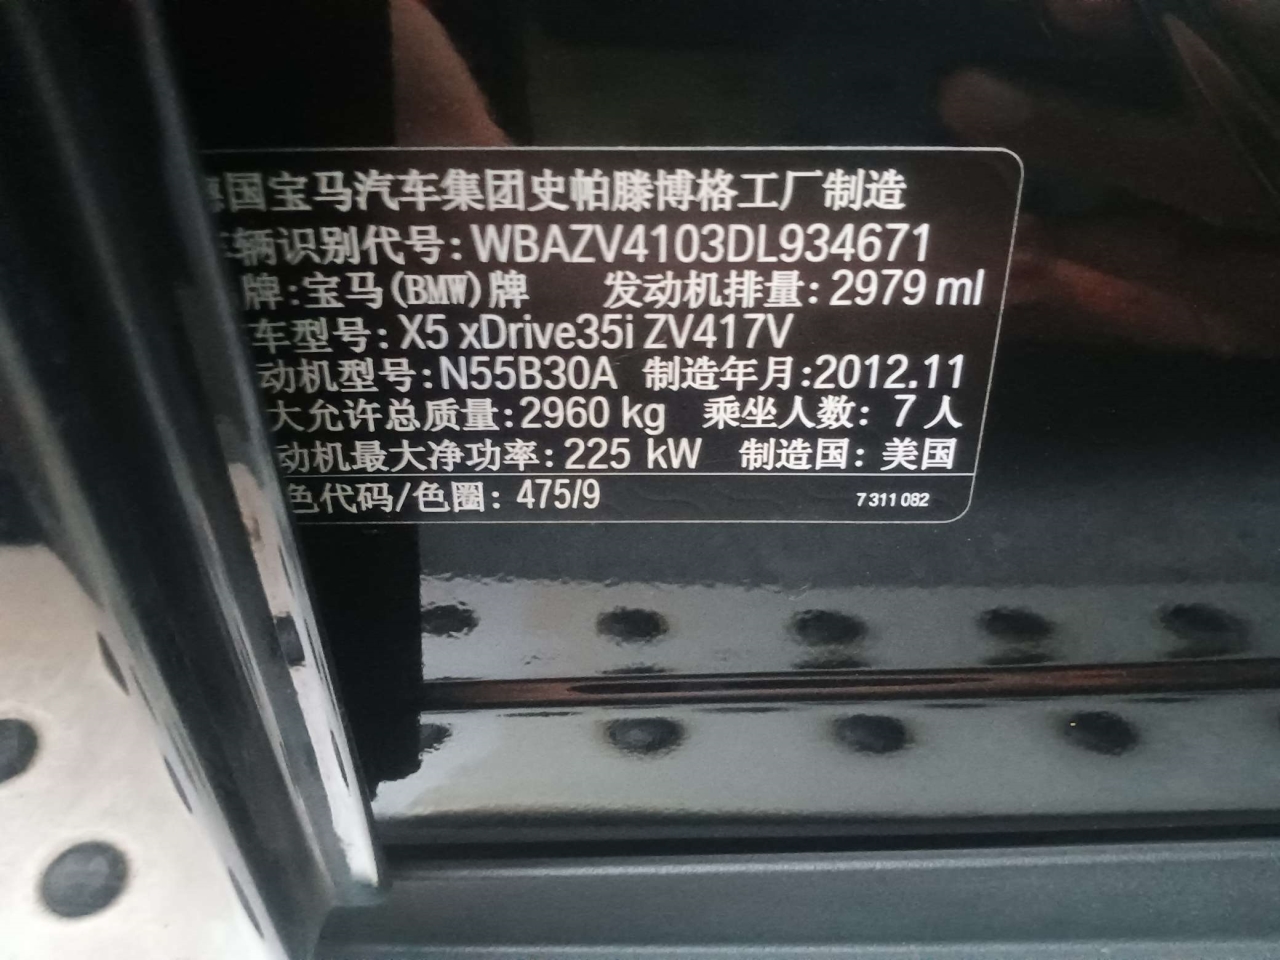 国宝马汽车集团史帕滕博格工厂制造
车辆识别代号: WBAZV4103DL934671
牌:宝马(BMW)牌 发动机排量: 2979 ml
车型号: X5 xDrive35i ZV417V
动机型号: N55B30A 制造年月:2012.11
大允许总质量:2960 kg 乘坐人数: 7 人
动机最大净功率: 225 kW 制造国: 美国
色代码/色圈: 475/9 7 311 082